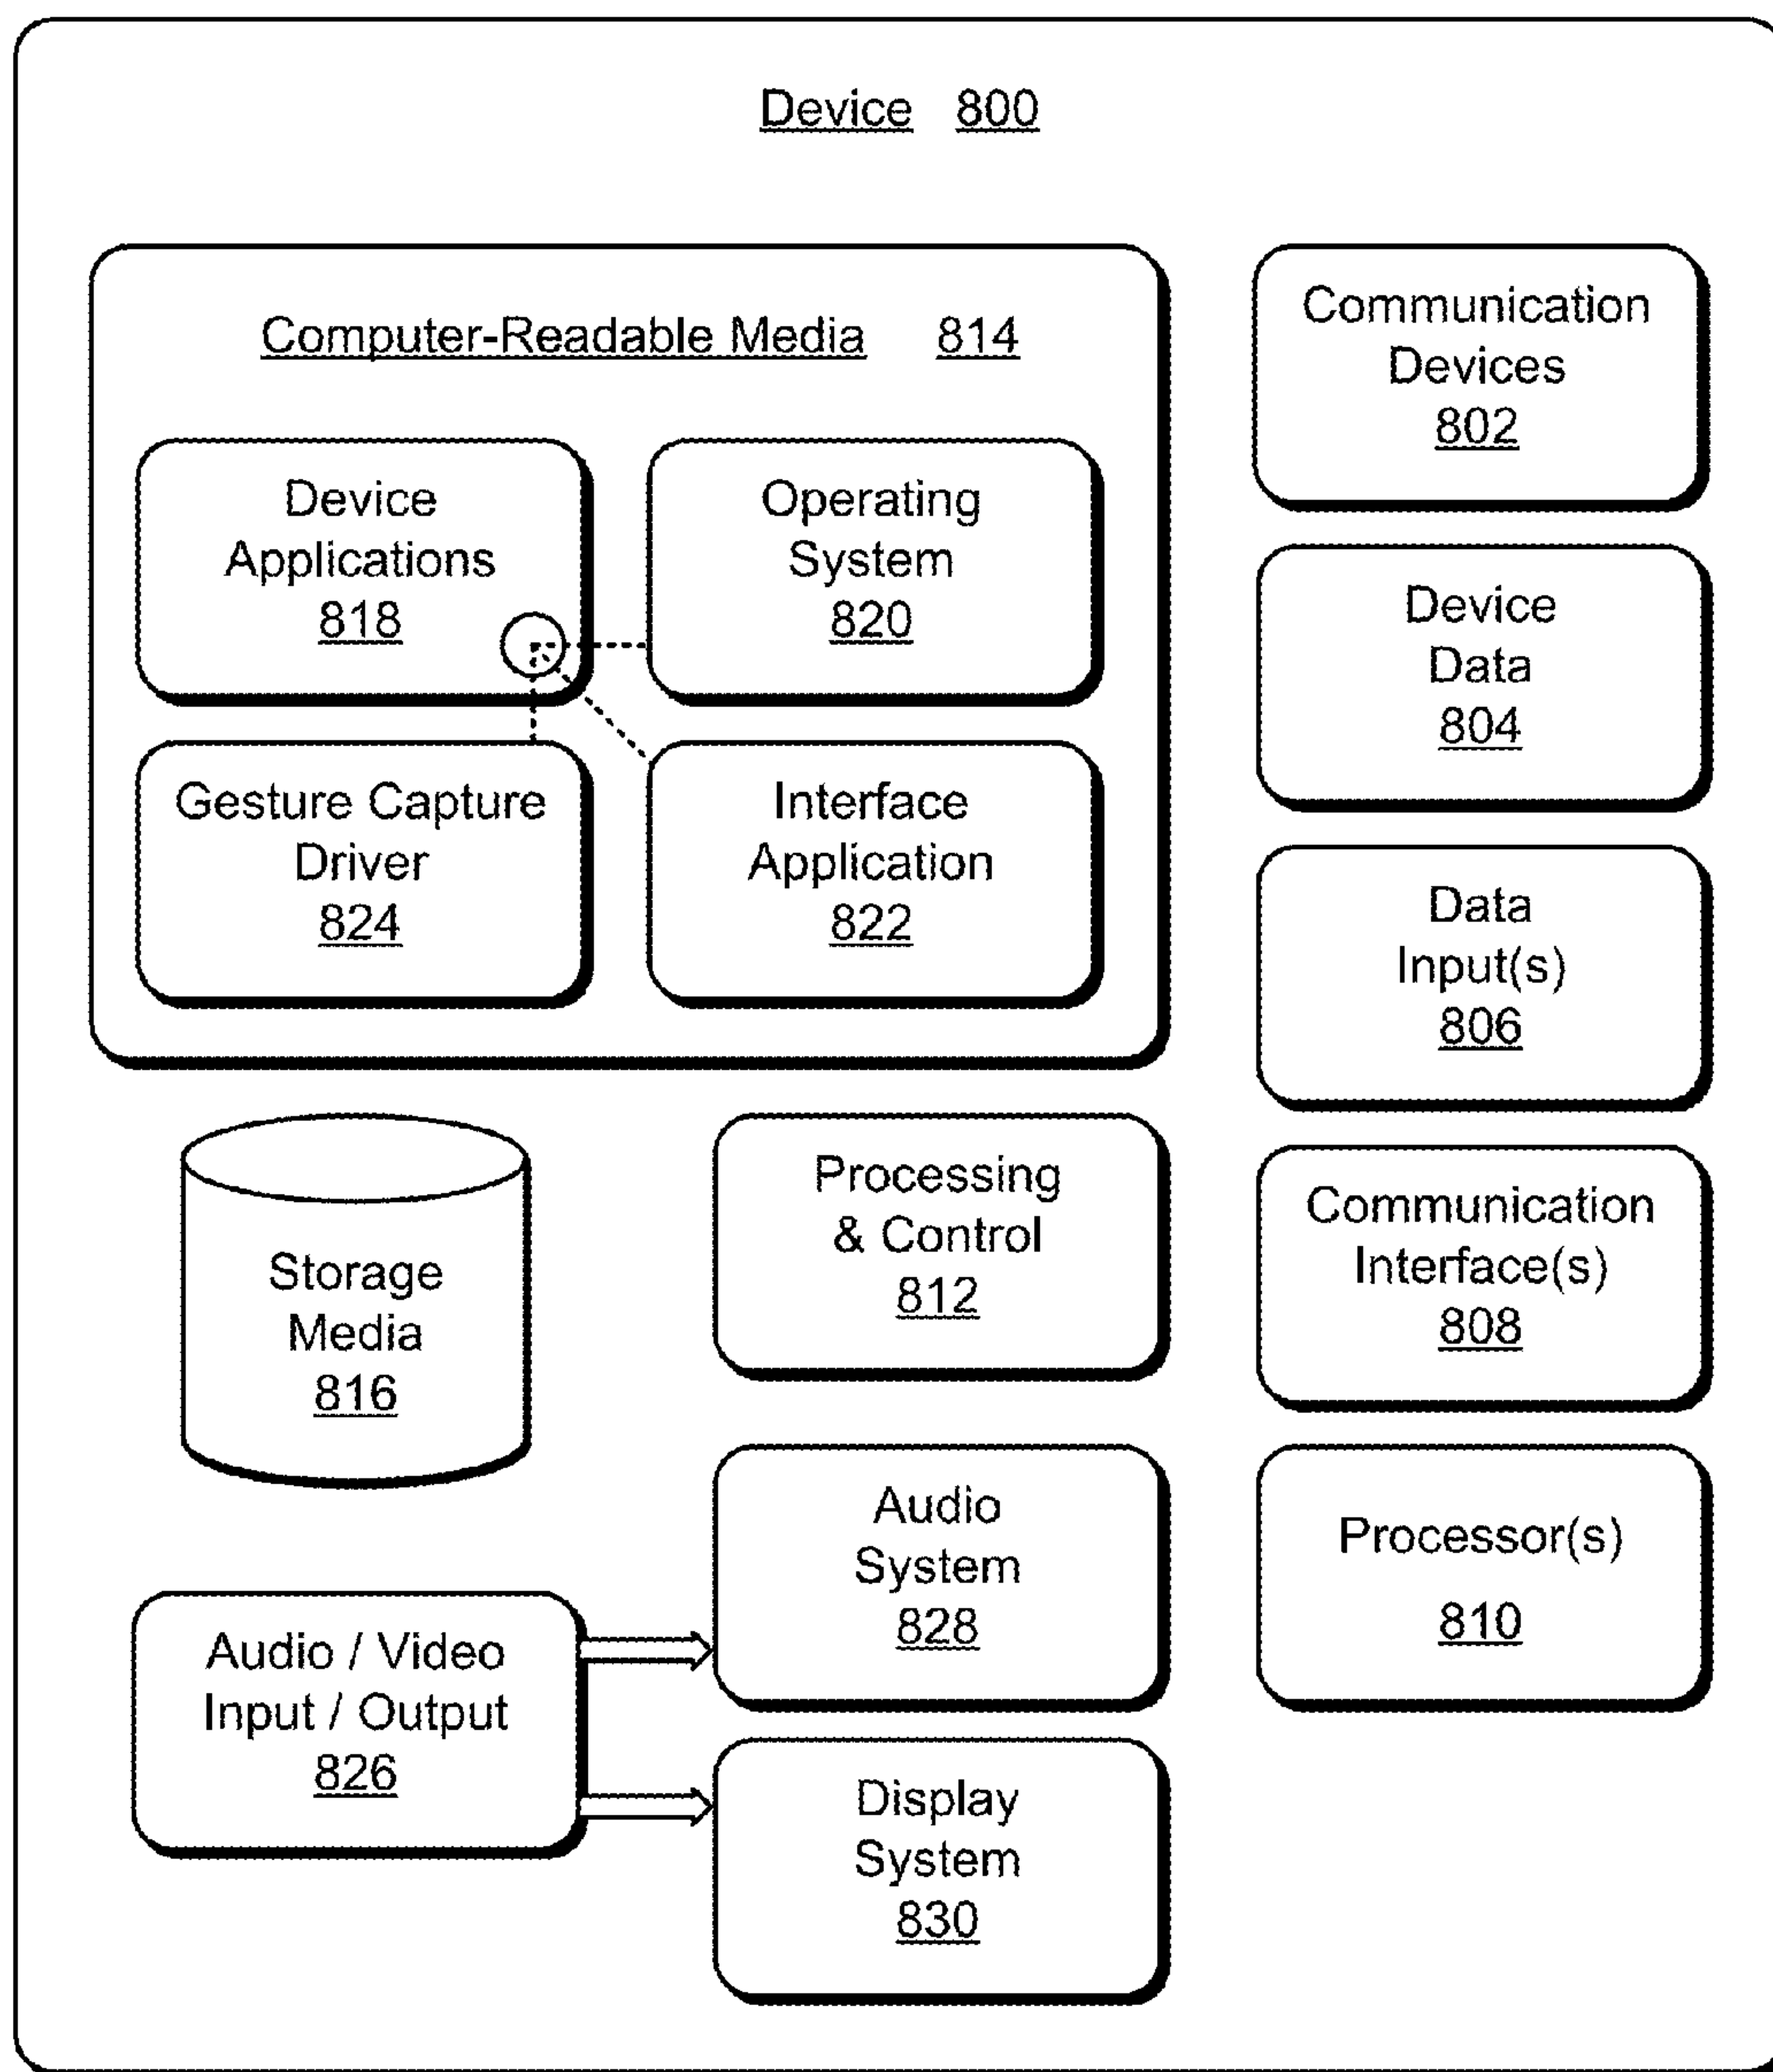 Device 800
Computer-Readable Media 814
Device
Applications
818
Operating
System
820
Gesture Capture
Driver
824
Interface
Application
822
Storage
Media
816
Processing
& Control
812
Audio / Video
Input / Output
826
Audio
System
828
Display
System
830
Communication
Devices
802
Device
Data
804
Data
Input(s)
806
Communication
Interface(s)
808
Processor(s)
810